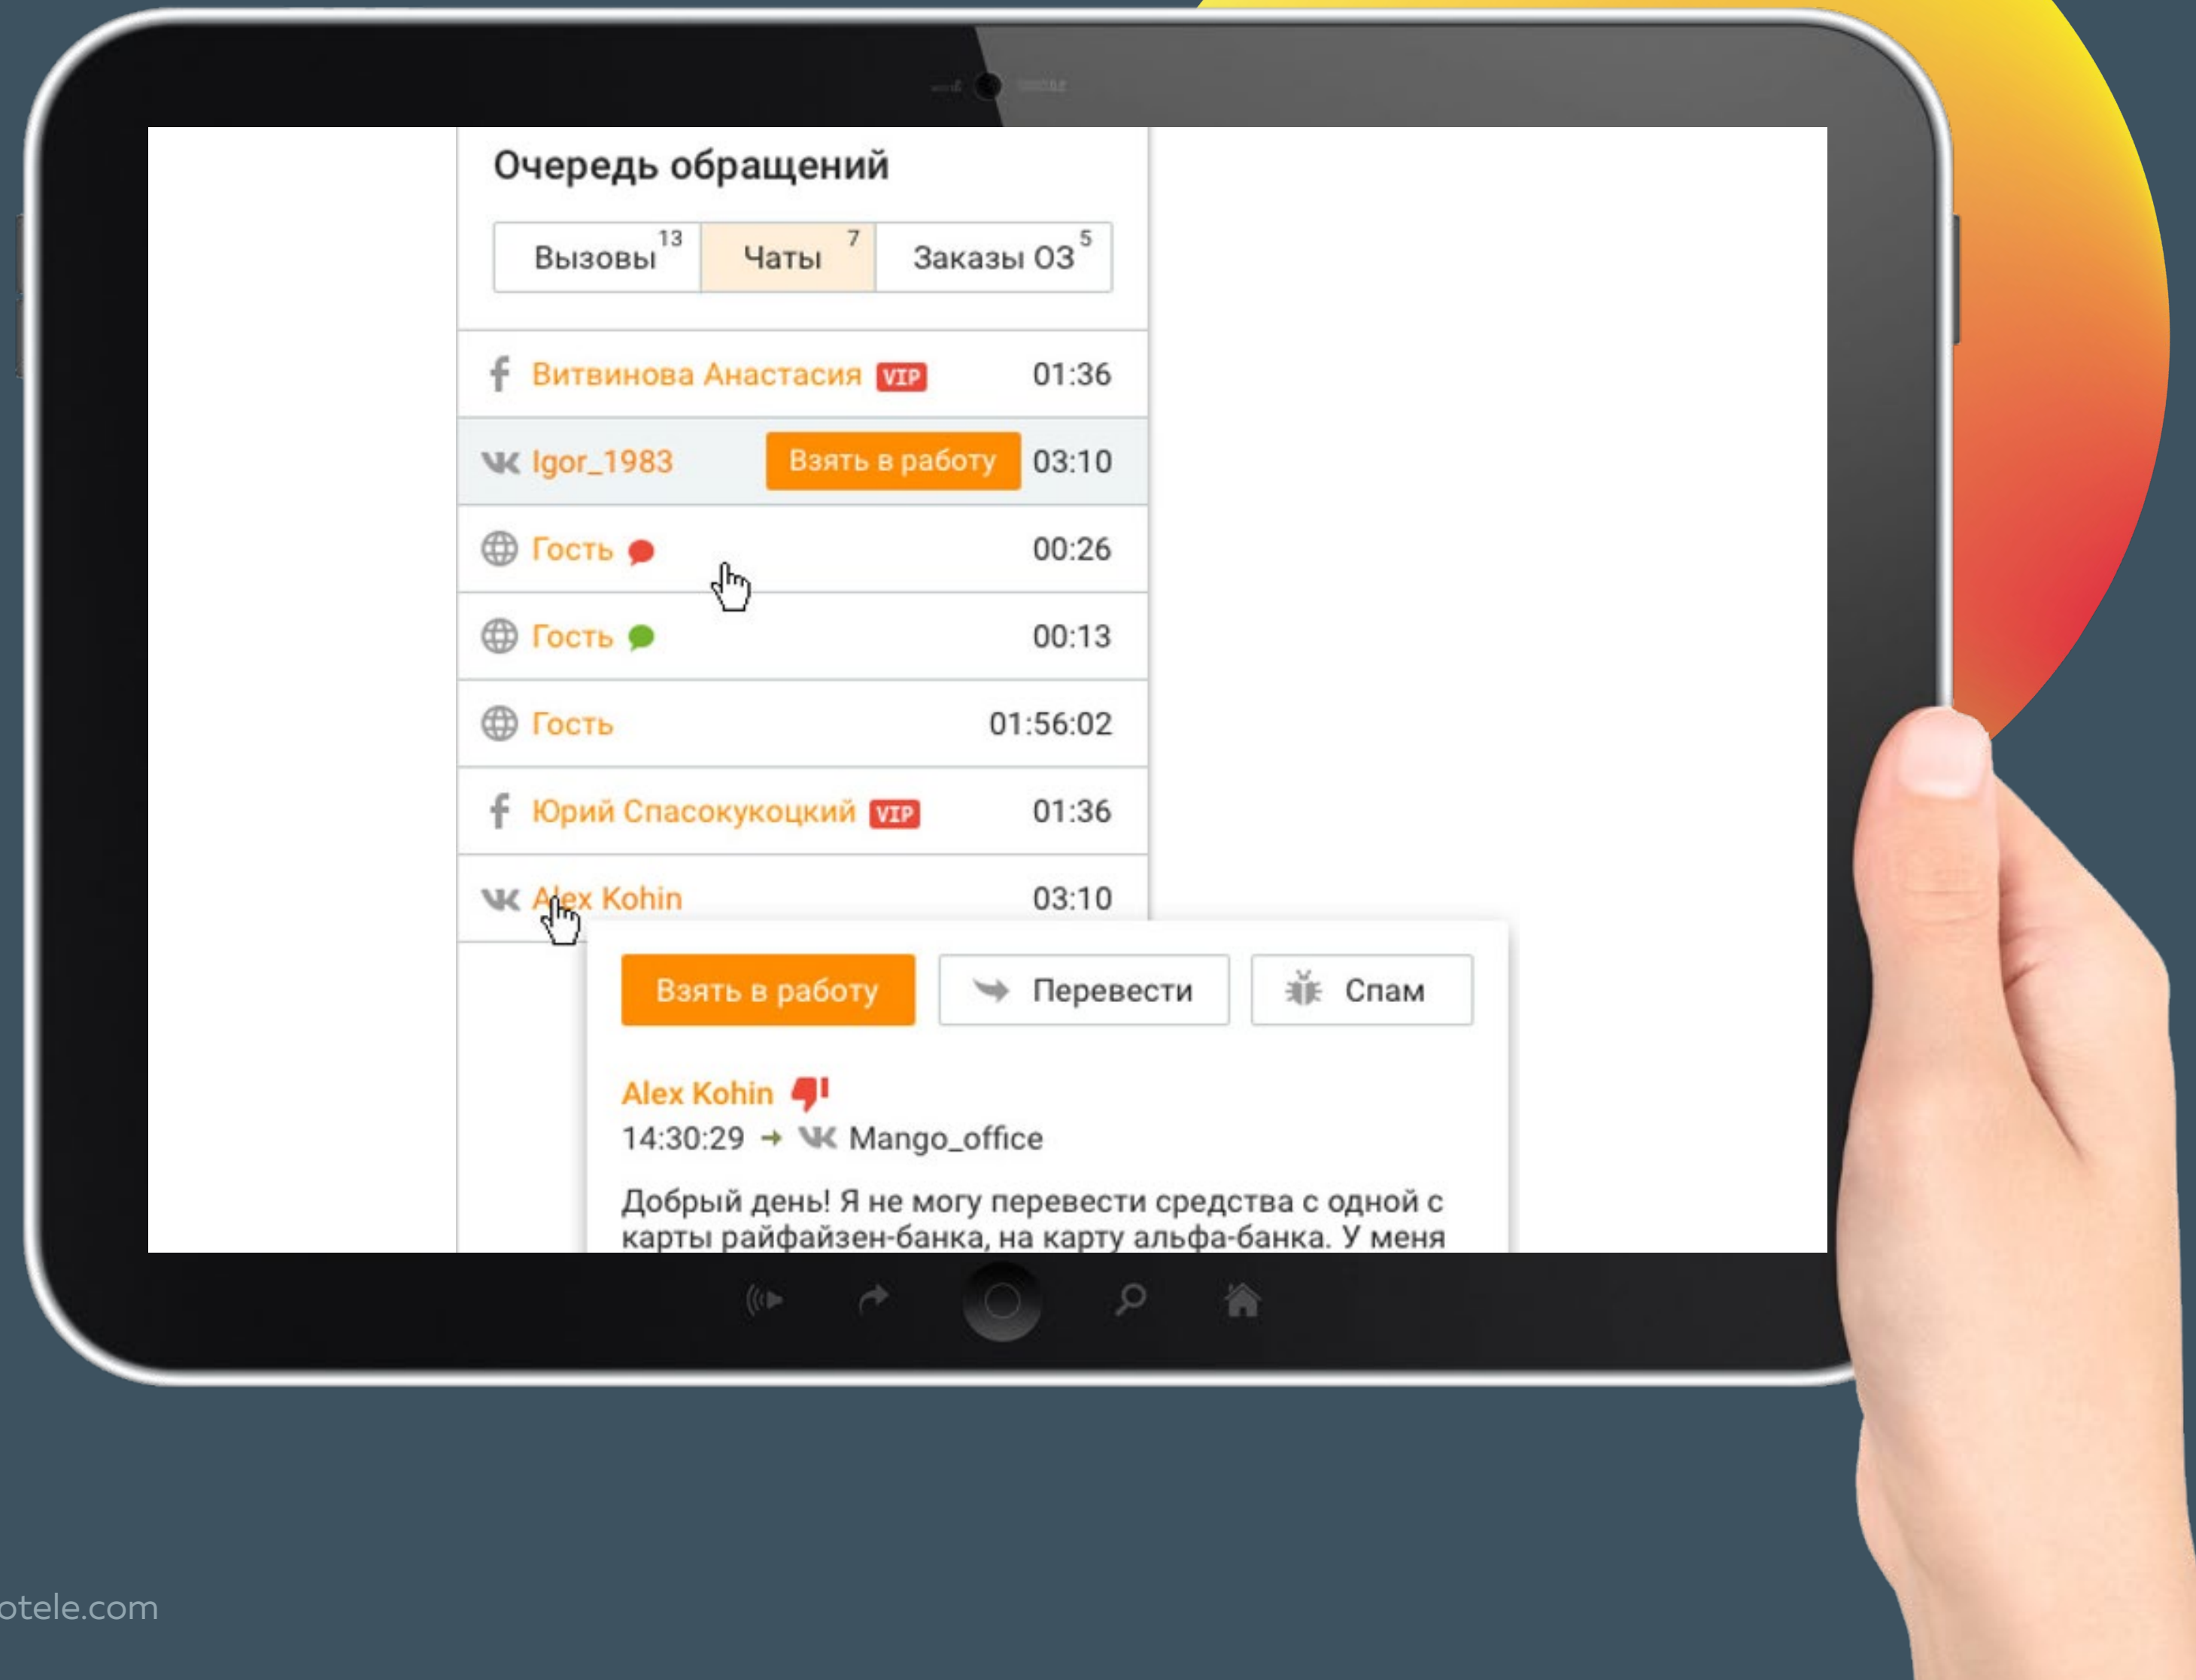 Очередь обращений
Вызовы 13 Чаты 7 Заказы ОЗ 5
Витвинова Анастасия VIP 01:36
Igor_1983 Взять в работу 03:10
Гость 00:26
Гость 00:13
Гость 01:56:02
Юрий Спасокукоцкий VIP 01:36
Alex Kohin 03:10
Взять в работу Перевести Спам
Alex Kohin
14:30:29 → Mango_office
Добрый день! Я не могу перевести средства с одной с
карты райфайзен-банка, на карту альфа-банка. У меня
otele.com